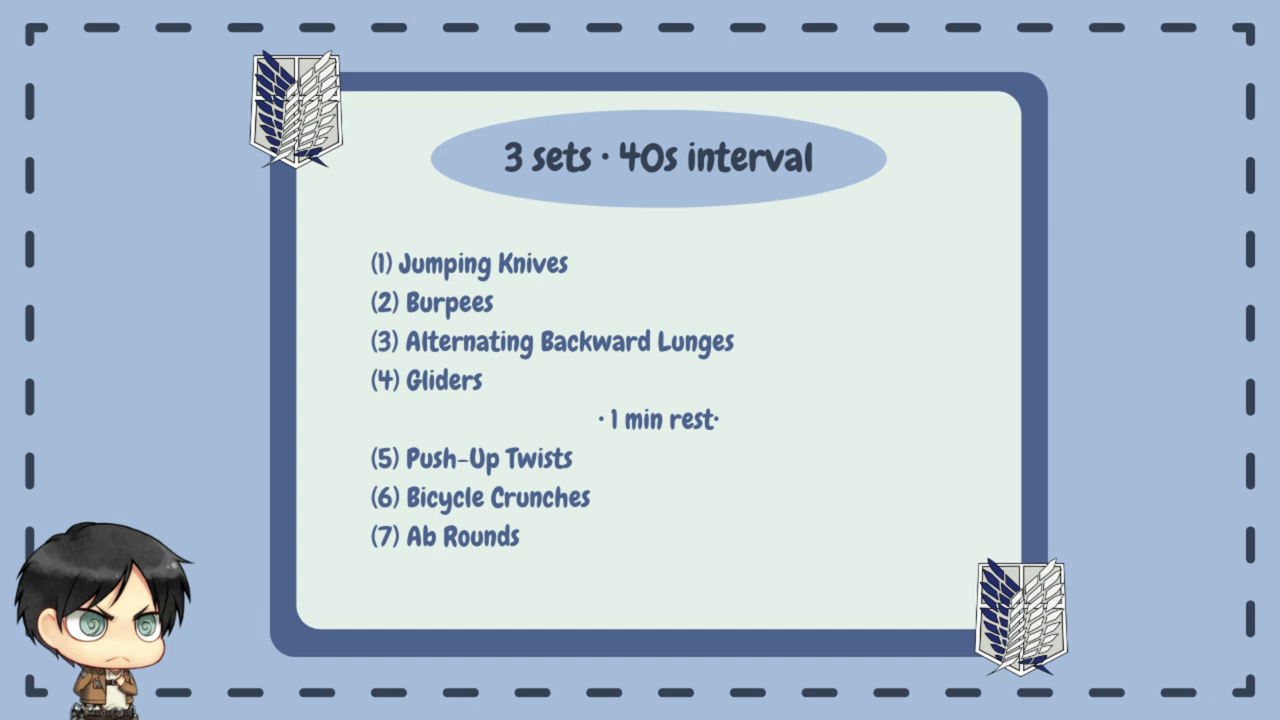 3 sets · 40s interval
(1) Jumping Knives
(2) Burpees
(3) Alternating Backward Lunges
(4) Gliders
· 1 min rest·
(5) Push-Up Twists
(6) Bicycle Crunches
(7) Ab Rounds